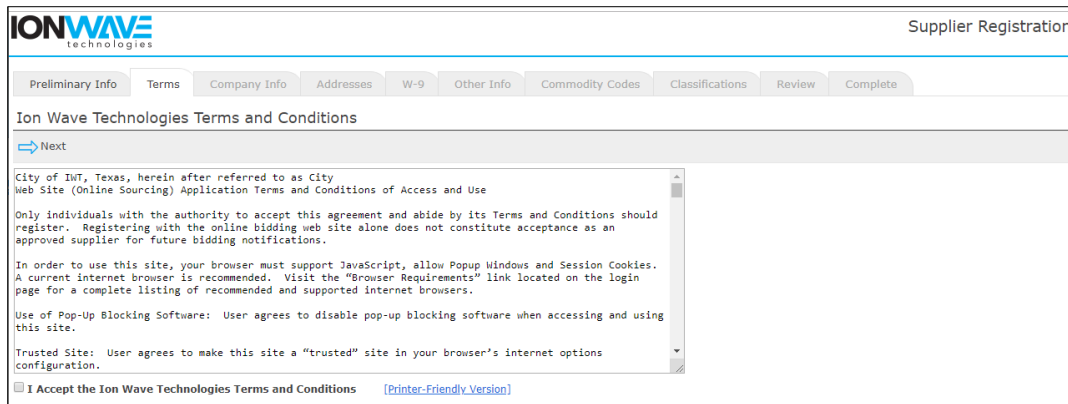 IONWAVE
technologies
Supplier Registration
Preliminary Info Terms Company Info Addresses W-9 Other Info Commodity Codes Classifications Review Complete
Ion Wave Technologies Terms and Conditions
Next
City of IWT, Texas, herein after referred to as City
Web Site (Online Sourcing) Application Terms and Conditions of Access and Use
Only individuals with the authority to accept this agreement and abide by its Terms and Conditions should
register. Registering with the online bidding web site alone does not constitute acceptance as an
approved supplier for future bidding notifications.
In order to use this site, your browser must support JavaScript, allow Popup Windows and Session Cookies.
A current internet browser is recommended. Visit the “Browser Requirements” link located on the login
page for a complete listing of recommended and supported internet browsers.
Use of Pop-Up Blocking Software: User agrees to disable pop-up blocking software when accessing and using
this site.
Trusted Site: User agrees to make this site a “trusted” site in your browser’s internet options
configuration.
I Accept the Ion Wave Technologies Terms and Conditions [Printer-Friendly Version]